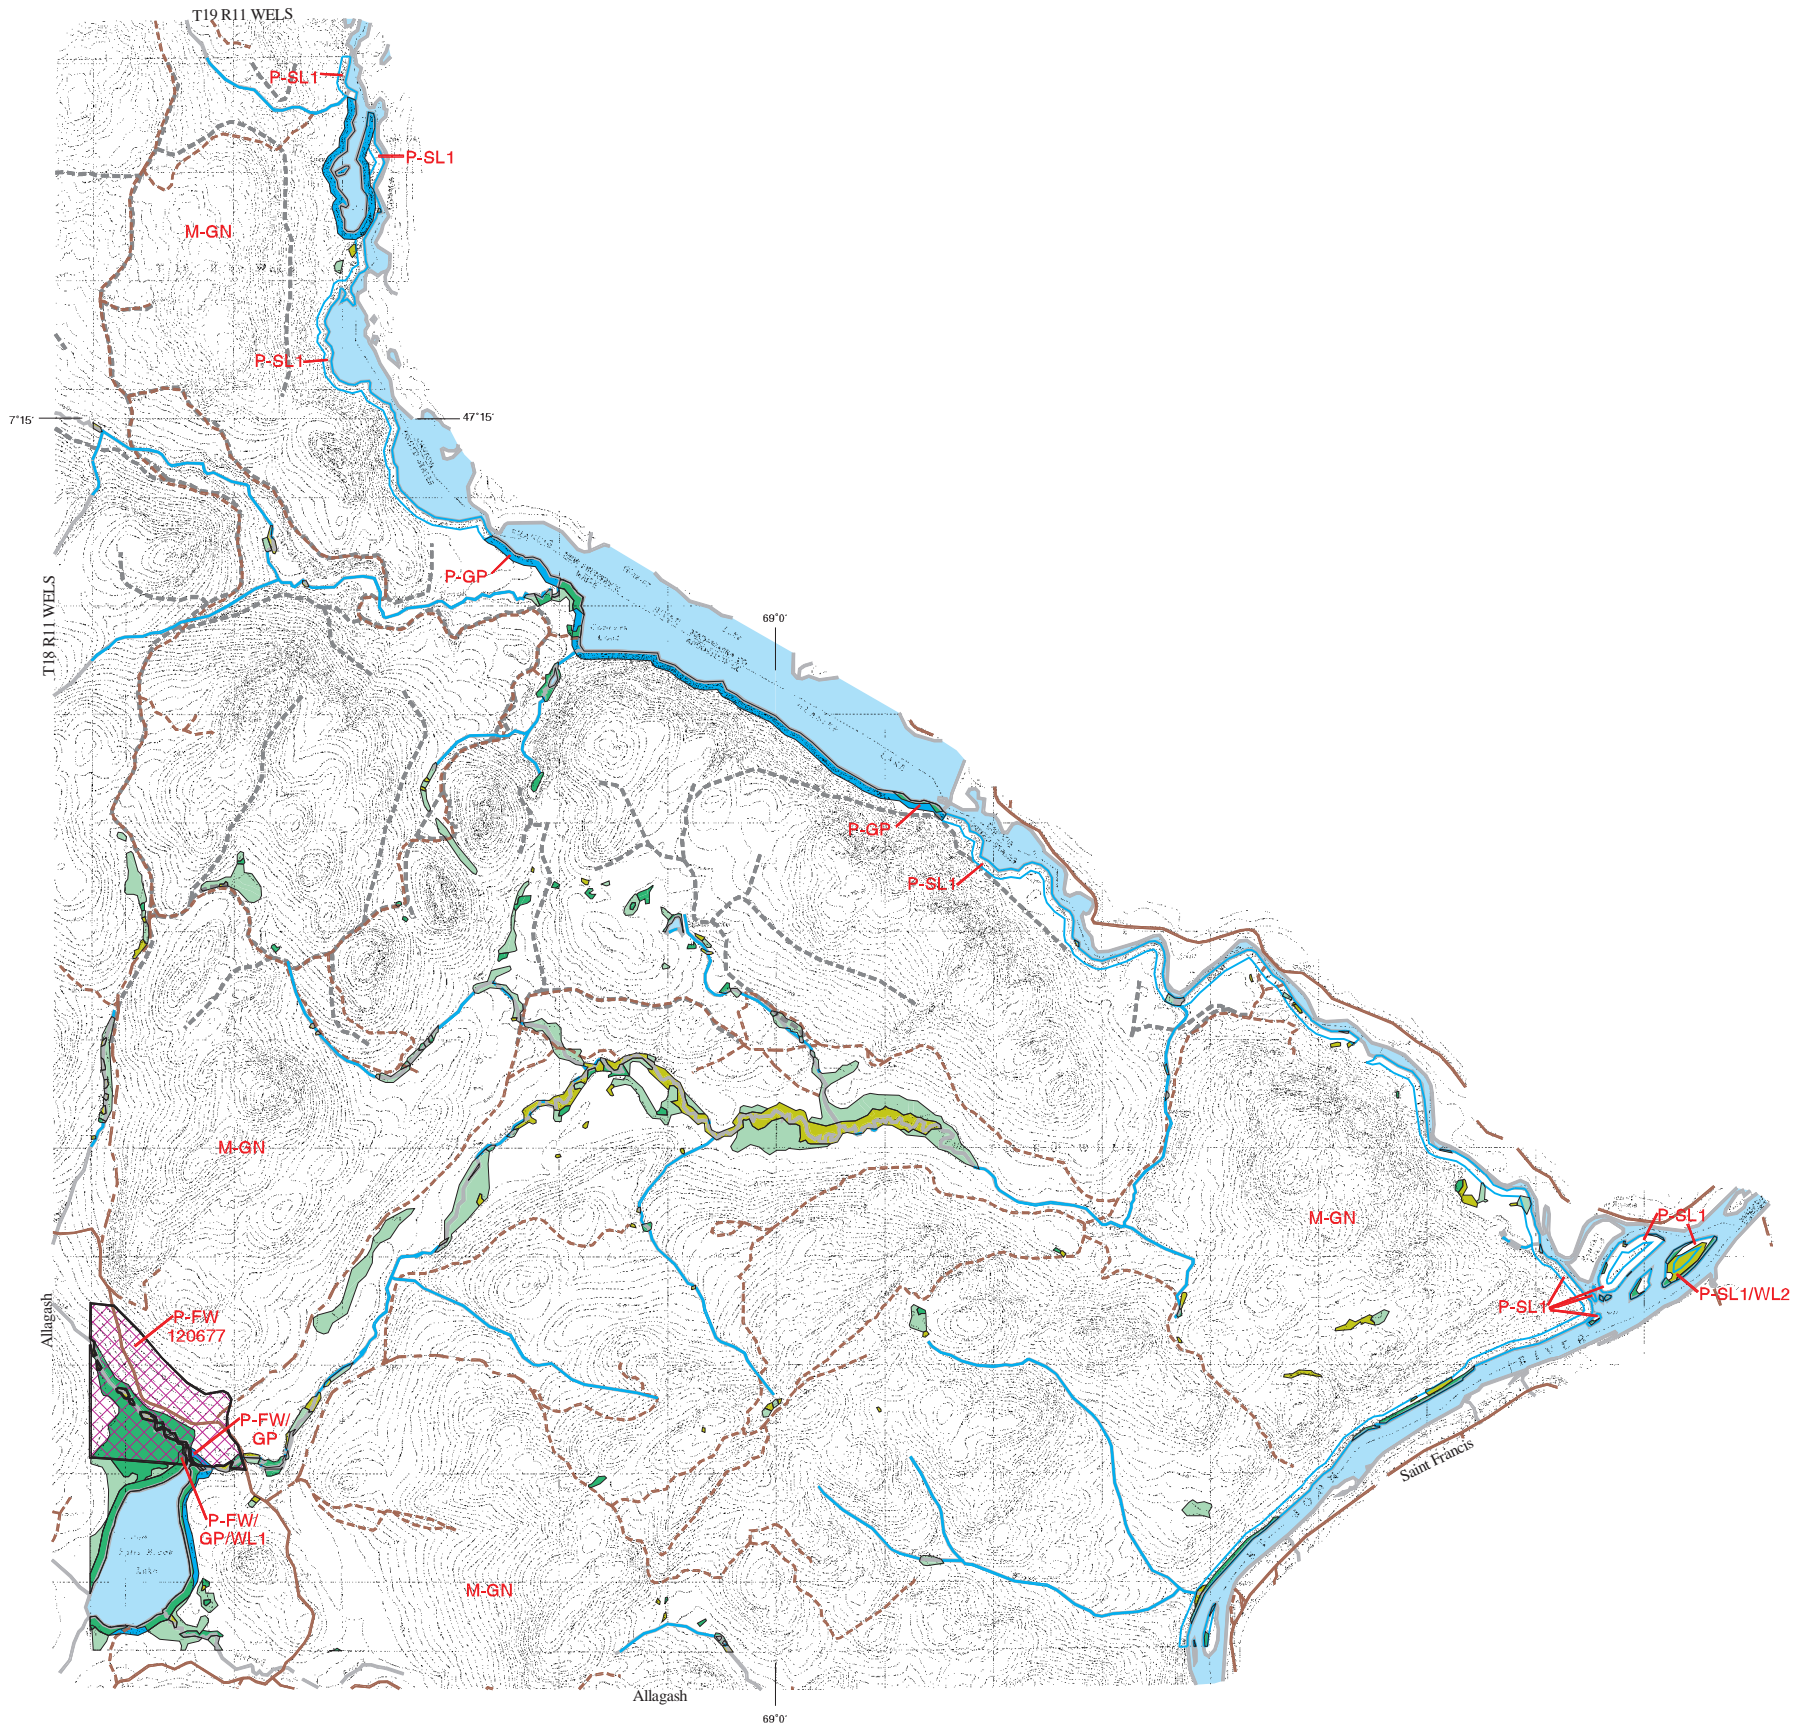 T19 R11 WELS
P-SL1
P-SL1
M-GN
P-SL1
7°15'
47°15'
P-GP
T18 R11 WELS
69°0'
P-GP
P-SL1
M-GN
M-GN
P-SL1
P-SL1/WL2
P-SL1
Allagash
P-FW
120677
P-FW/
GP
RIVER
Saint Francis
P-FW/
GP/WL1
Lake
M-GN
Allagash
69°0'